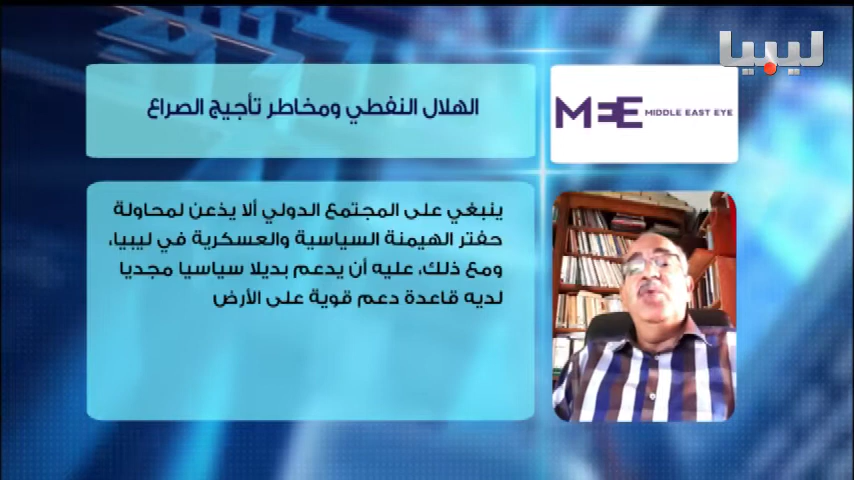 ليبيا
الهلال النفطي ومخاطر تأجيج الصراع
MEE MIDDLE EAST EYE
ينبغي على المجتمع الدولي ألا يذعن لمحاولة
حفتر الهيمنة السياسية والعسكرية في ليبيا،
ومع ذلك، عليه أن يدعم بديلا سياسيا مجديا
لديه قاعدة دعم قوية على الأرض